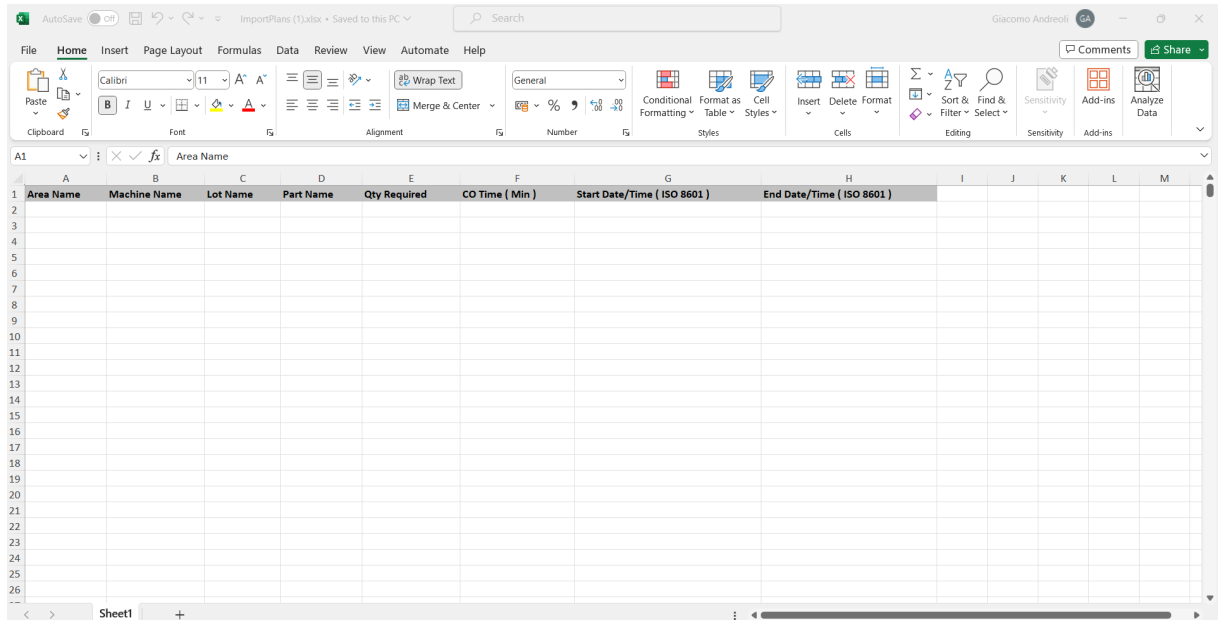 AutoSave Off ImportPlans (1).xlsx • Saved to this PC Search Giacomo Andreoli GA
File Home Insert Page Layout Formulas Data Review View Automate Help Comments Share
Paste
Calibri 11 A^ A˅
B I U A
ab Wrap Text
Merge & Center
General
% 9
Conditional Formatting
Format as Table
Cell Styles
Insert
Delete
Format
Sort & Filter
Find & Select
Sensitivity
Add-ins
Analyze Data
Clipboard Font Alignment Number Styles Cells Editing Sensitivity Add-ins
A1 fx Area Name
A B C D E F G H I J K L M
1 Area Name Machine Name Lot Name Part Name Qty Required CO Time ( Min ) Start Date/Time ( ISO 8601 ) End Date/Time ( ISO 8601 )
2
3
4
5
6
7
8
9
10
11
12
13
14
15
16
17
18
19
20
21
22
23
24
25
26
Sheet1 +